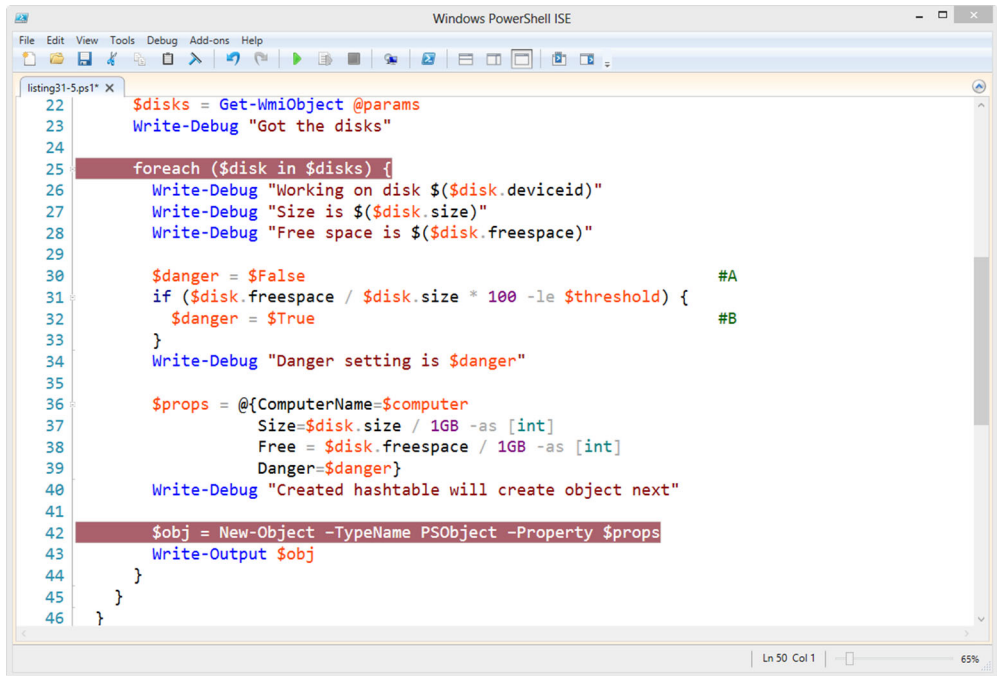 Windows PowerShell ISE
File Edit View Tools Debug Add-ons Help
listing31-5.ps1* X
22 $disks = Get-WmiObject @params
23 Write-Debug "Got the disks"
24
25 foreach ($disk in $disks) {
26 Write-Debug "Working on disk $($disk.deviceid)"
27 Write-Debug "Size is $($disk.size)"
28 Write-Debug "Free space is $($disk.freespace)"
29
30 $danger = $False #A
31 if ($disk.freespace / $disk.size * 100 -le $threshold) {
32 $danger = $True #B
33 }
34 Write-Debug "Danger setting is $danger"
35
36 $props = @{ComputerName=$computer
37 Size=$disk.size / 1GB -as [int]
38 Free = $disk.freespace / 1GB -as [int]
39 Danger=$danger}
40 Write-Debug "Created hashtable will create object next"
41
42 $obj = New-Object –TypeName PSObject –Property $props
43 Write-Output $obj
44 }
45 }
46 }
Ln 50 Col 1 65%